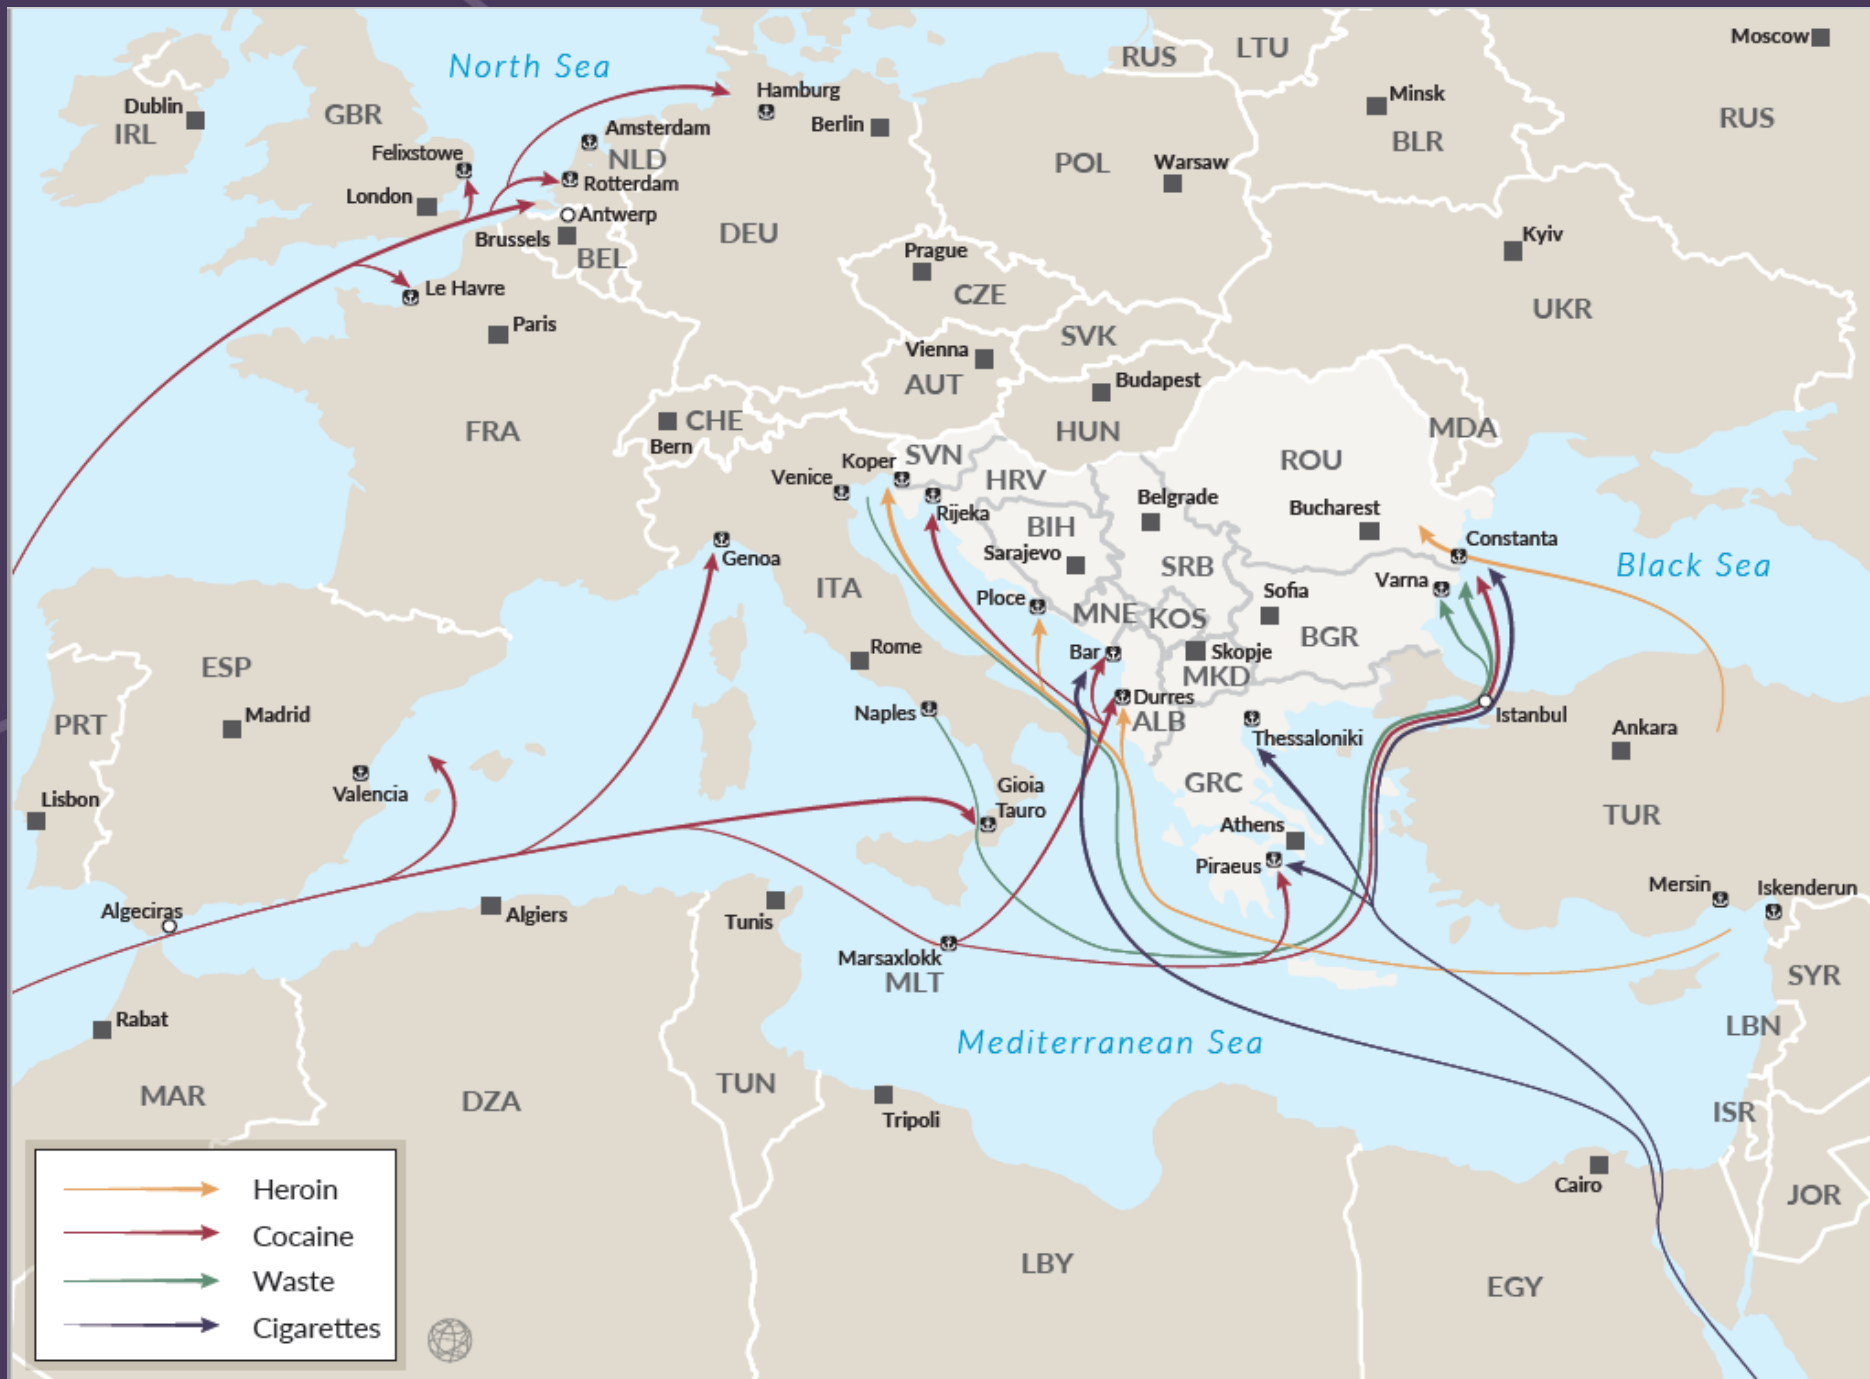 North Sea
Moscow
RUS
LTU
Dublin
IRL
GBR
Hamburg
Minsk
RUS
BLR
Felixstowe
Amsterdam
Berlin
NLD
POL
Warsaw
London
Rotterdam
Antwerp
Brussels
BEL
DEU
Kyiv
Prague
CZE
UKR
Le Havre
Paris
SVK
Vienna
AUT
Budapest
FRA
CHE
Bern
HUN
MDA
Koper
SVN
ROU
Venice
HRV
Rijeka
Belgrade
Bucharest
BIH
Sarajevo
Constanta
Genoa
Black Sea
ITA
SRB
Varna
Ploce
MNE
KOS
Sofia
BGR
Rome
ESP
Bar
Skopje
MKD
PRT
Madrid
Naples
Durres
ALB
Istanbul
Thessaloniki
Ankara
Lisbon
Valencia
Gioia
Tauro
GRC
TUR
Athens
Piraeus
Algeciras
Algiers
Tunis
Mersin
Iskenderun
Marsaxlokk
MLT
SYR
Rabat
LBN
Mediterranean Sea
MAR
DZA
TUN
Tripoli
ISR
Cairo
JOR
LBY
EGY
Heroin
Cocaine
Waste
Cigarettes